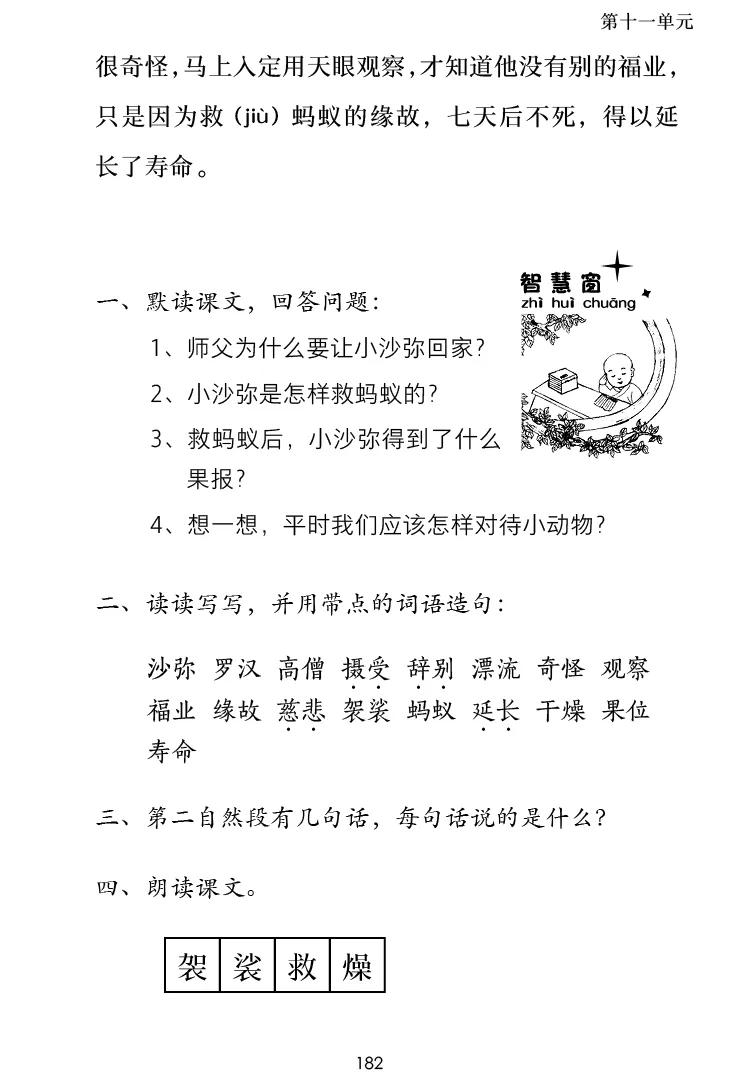 第十一单元
很奇怪，马上入定用天眼观察，才知道他没有别的福业，
只是因为救（jiù）蚂蚁的缘故，七天后不死，得以延
长了寿命。
智慧窗
zhì huì chuāng
一、默读课文，回答问题：
1、师父为什么要让小沙弥回家？
2、小沙弥是怎样救蚂蚁的？
3、救蚂蚁后，小沙弥得到了什么
果报？
4、想一想，平时我们应该怎样对待小动物？
二、读读写写，并用带点的词语造句：
沙弥 罗汉 高僧 摄受 辞别 漂流 奇怪 观察
福业 缘故 慈悲 袈裟 蚂蚁 延长 干燥 果位
寿命
三、第二自然段有几句话，每句话说的是什么？
四、朗读课文。
袈 裟 救 燥
182